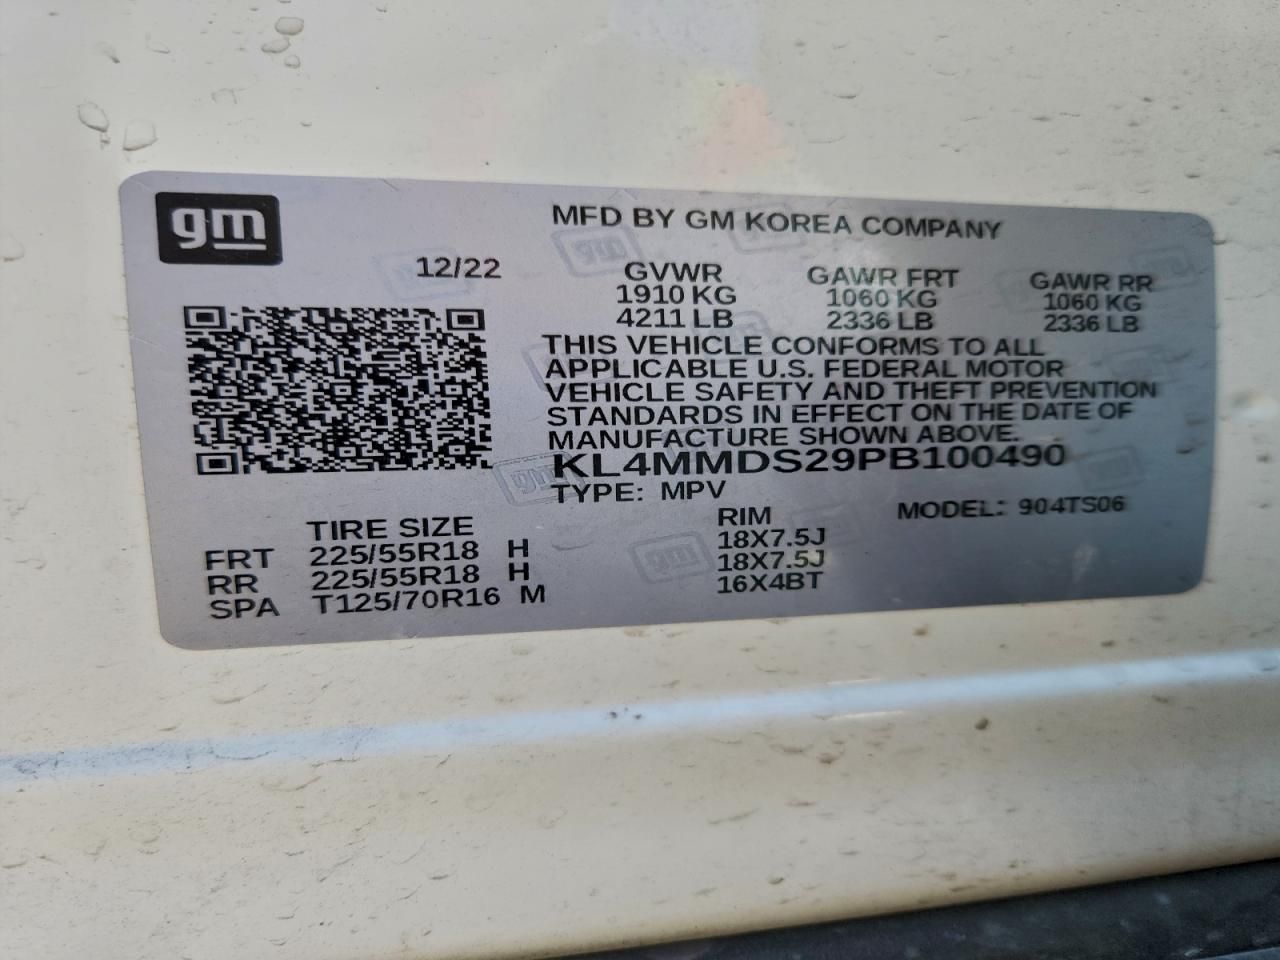 gm
MFD BY GM KOREA COMPANY
12/22
GVWR GAWR FRT GAWR RR
1910 KG 1060 KG 1060 KG
4211 LB 2336 LB 2336 LB
THIS VEHICLE CONFORMS TO ALL
APPLICABLE U.S. FEDERAL MOTOR
VEHICLE SAFETY AND THEFT PREVENTION
STANDARDS IN EFFECT ON THE DATE OF
MANUFACTURE SHOWN ABOVE.
KL4MMDS29PB100490
TYPE: MPV
MODEL: 904TS06
TIRE SIZE RIM
FRT 225/55R18 H 18X7.5J
RR 225/55R18 H 18X7.5J
SPA T125/70R16 M 16X4BT